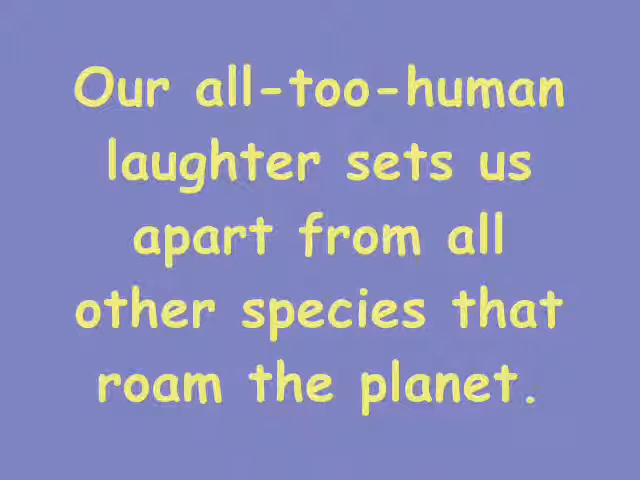 Our all-too-human
laughter sets us
apart from all
other species that
roam the planet.